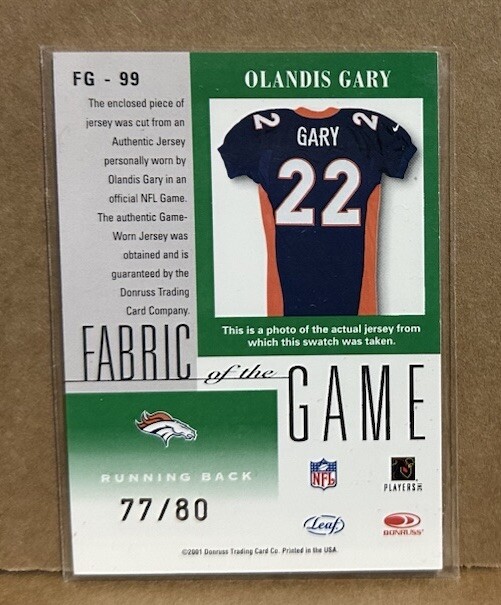 FG - 99
The enclosed piece of
jersey was cut from an
Authentic Jersey
personally worn by
Olandis Gary in an
official NFL Game.
The authentic Game-
Worn Jersey was
obtained and is
guaranteed by the
Donruss Trading
Card Company.
OLANDIS GARY
22
GARY
22
This is a photo of the actual jersey from
which this swatch was taken.
FABRIC of the GAME
RUNNING BACK
77/80
NFL
PLAYERS INC
Leaf
DONRUSS
©2001 Donruss Trading Card Co. Printed in the USA.